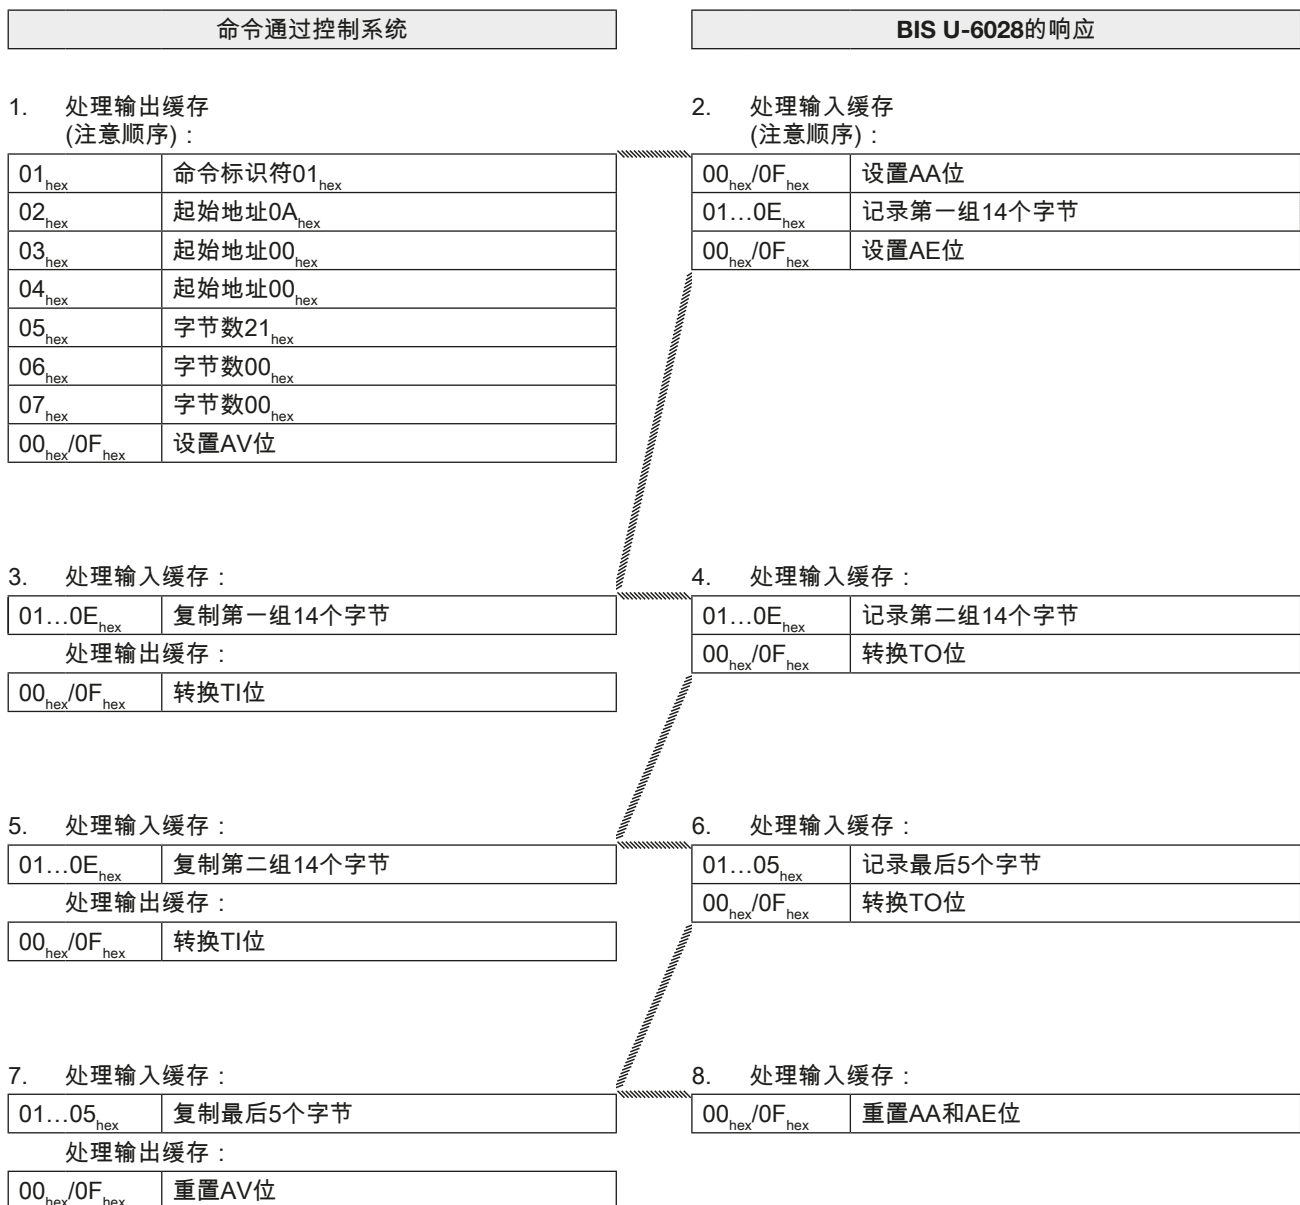 命令通过控制系统
BIS U-6028的响应
1. 处理输出缓存
(注意顺序)：
01hex 命令标识符01hex
02hex 起始地址0Ahex
03hex 起始地址00hex
04hex 起始地址00hex
05hex 字节数21hex
06hex 字节数00hex
07hex 字节数00hex
00hex/0Fhex 设置AV位
2. 处理输入缓存
(注意顺序)：
00hex/0Fhex 设置AA位
01…0Ehex 记录第一组14个字节
00hex/0Fhex 设置AE位
3. 处理输入缓存：
01…0Ehex 复制第一组14个字节
处理输出缓存：
00hex/0Fhex 转换TI位
4. 处理输入缓存：
01…0Ehex 记录第二组14个字节
00hex/0Fhex 转换TO位
5. 处理输入缓存：
01…0Ehex 复制第二组14个字节
处理输出缓存：
00hex/0Fhex 转换TI位
6. 处理输入缓存：
01…05hex 记录最后5个字节
00hex/0Fhex 转换TO位
7. 处理输入缓存：
01…05hex 复制最后5个字节
处理输出缓存：
00hex/0Fhex 重置AV位
8. 处理输入缓存：
00hex/0Fhex 重置AA和AE位